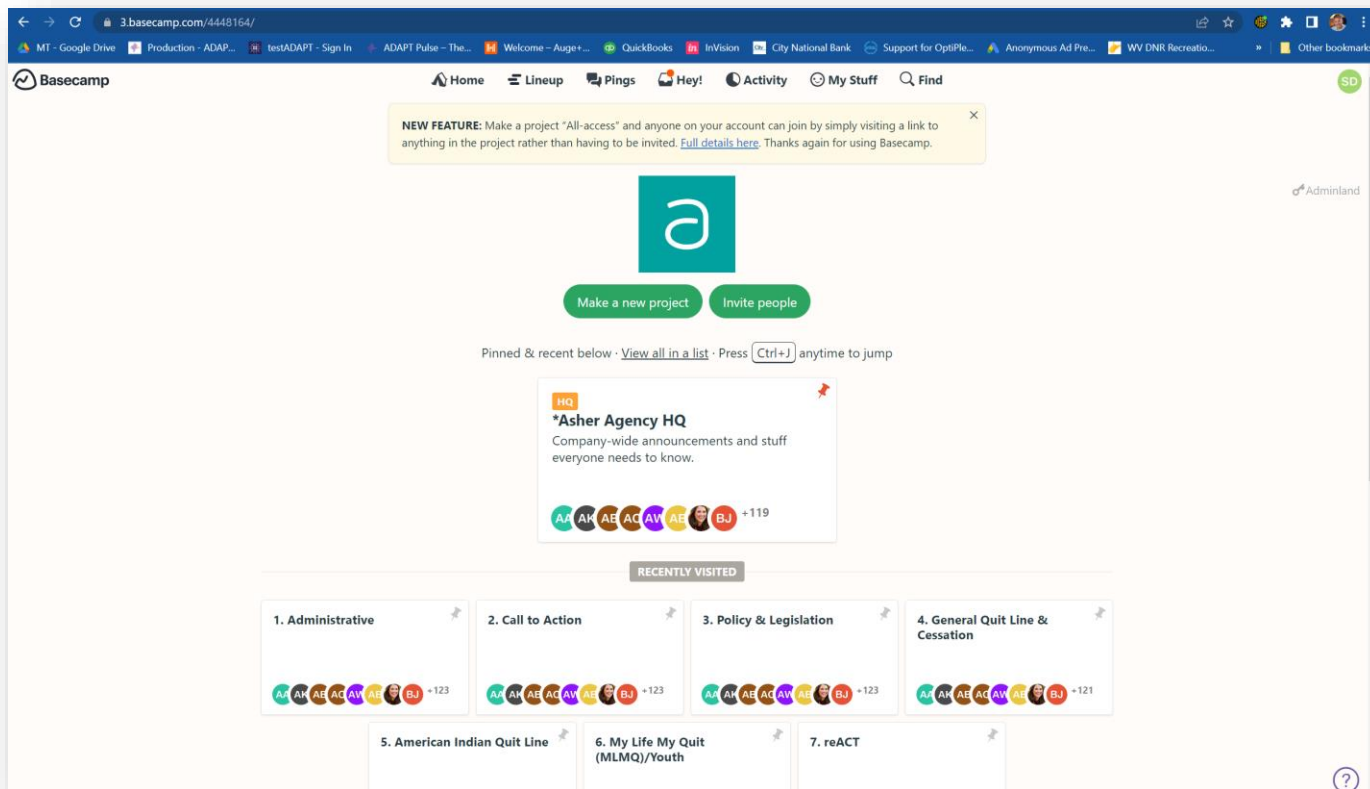 3.basecamp.com/4448164/
MT - Google Drive
Production - ADAP...
testADAPT - Sign In
ADAPT Pulse – The...
Welcome – Auge+...
QuickBooks
InVision
City National Bank
Support for OptiPle...
Anonymous Ad Pre...
WV DNR Recreatio...
»
Other bookmarks
Basecamp
Home
Lineup
Pings
Hey!
Activity
My Stuff
Find
SD
NEW FEATURE: Make a project "All-access" and anyone on your account can join by simply visiting a link to
anything in the project rather than having to be invited. Full details here. Thanks again for using Basecamp.
Adminland
a
Make a new project
Invite people
Pinned & recent below · View all in a list · Press Ctrl+J anytime to jump
HQ
*Asher Agency HQ
Company-wide announcements and stuff
everyone needs to know.
AA AK AE AC AW AE BJ +119
RECENTLY VISITED
1. Administrative
AA AK AE AC AW AE BJ +123
2. Call to Action
AA AK AE AC AW AE BJ +123
3. Policy & Legislation
AA AK AE AC AW AE BJ +123
4. General Quit Line &
Cessation
AA AK AE AC AW AE BJ +121
5. American Indian Quit Line
6. My Life My Quit
(MLMQ)/Youth
7. reACT
?